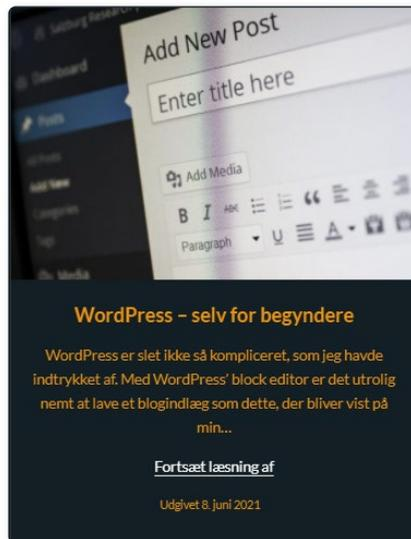 Salzburg Research
Dashboard
Posts
All Posts
Add New
Categories
Tags
Media
Add New Post
Enter title here
Add Media
B I ABC
Paragraph U A
WordPress – selv for begyndere
WordPress er slet ikke så kompliceret, som jeg havde
indtrykket af. Med WordPress’ block editor er det utrolig
nemt at lave et blogindlæg som dette, der bliver vist på
min…
Fortsæt læsning af
Udgivet 8. juni 2021